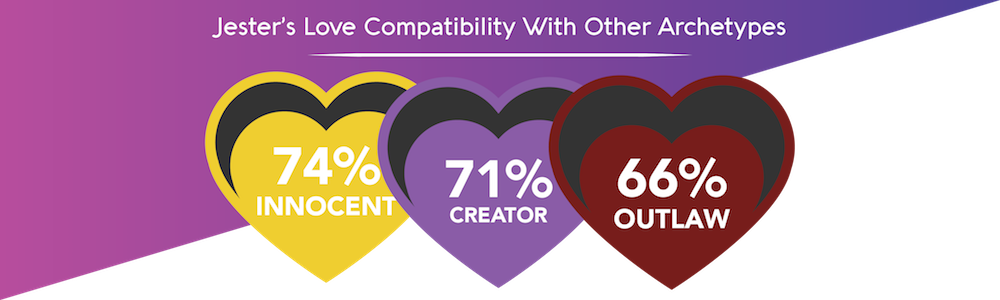 Jester's Love Compatibility With Other Archetypes
74%
INNOCENT
71%
CREATOR
66%
OUTLAW